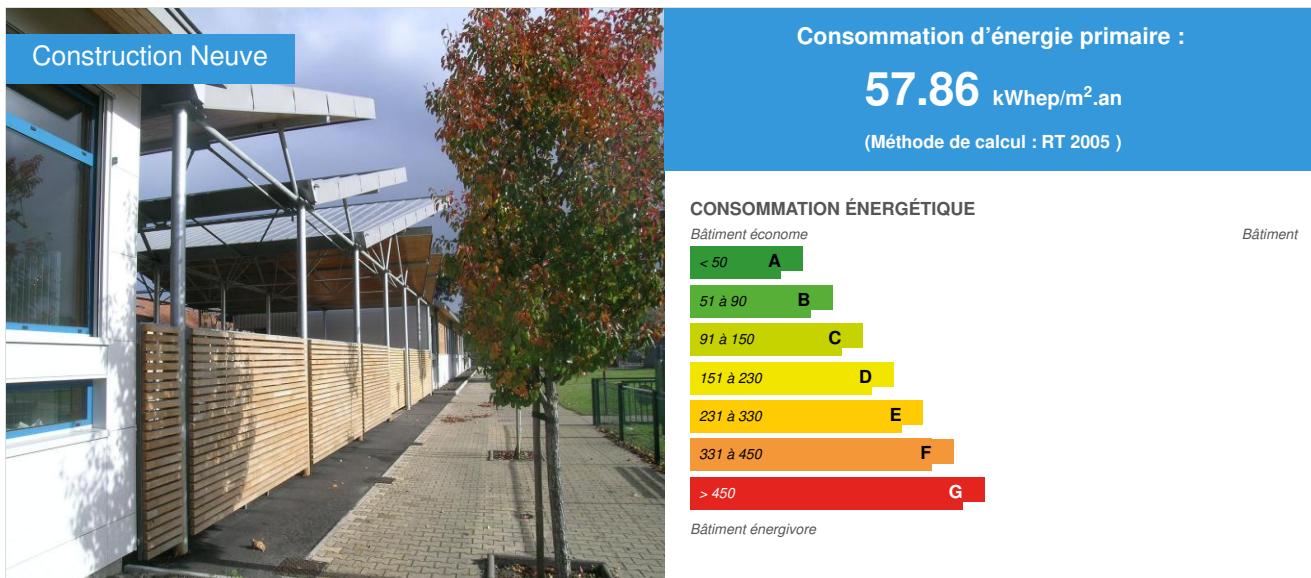 Construction Neuve
Consommation d'énergie primaire :
57.86 kWhep/m².an
(Méthode de calcul : RT 2005 )
CONSOMMATION ÉNERGÉTIQUE
Bâtiment économe
Bâtiment
< 50 A
51 à 90 B
91 à 150 C
151 à 230 D
231 à 330 E
331 à 450 F
> 450 G
Bâtiment énergivore